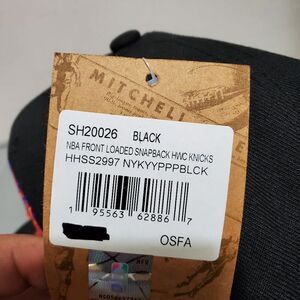 MITCHELL
SH20026 BLACK
NBA FRONT LOADED SNAPBACK HWC KNICKS
HHSS2997 NYKYYPPPBLCK
1 95563 62886 7
OSFA